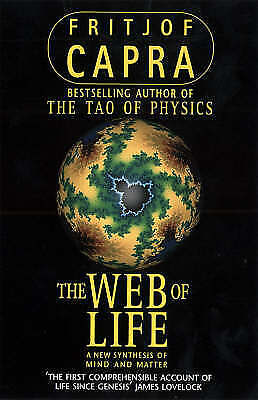 FRITJOF
CAPRA
BESTSELLING AUTHOR OF
THE TAO OF PHYSICS
THE WEB OF
LIFE
A NEW SYNTHESIS OF
MIND AND MATTER
'THE FIRST COMPREHENSIBLE ACCOUNT OF
LIFE SINCE GENESIS' JAMES LOVELOCK